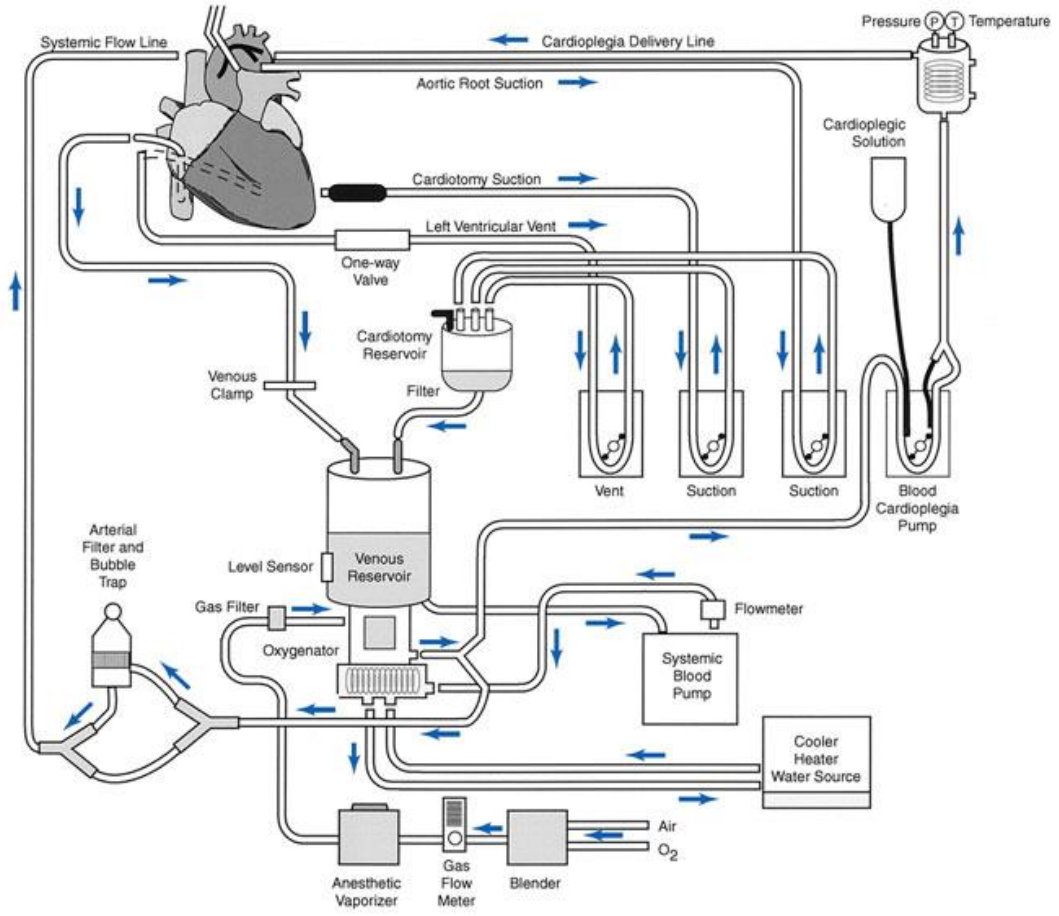 Pressure P T Temperature
Systemic Flow Line
Cardioplegia Delivery Line
Aortic Root Suction
Cardioplegic
Solution
Cardiotomy Suction
Left Ventricular Vent
One-way
Valve
Cardiotomy
Reservoir
Venous
Clamp
Filter
Vent
Suction
Suction
Blood
Cardioplegia
Pump
Arterial
Filter and
Bubble
Trap
Level Sensor
Venous
Reservoir
Gas Filter
Flowmeter
Oxygenator
Systemic
Blood
Pump
Cooler
Heater
Water Source
Air
O2
Anesthetic
Vaporizer
Gas
Flow
Meter
Blender